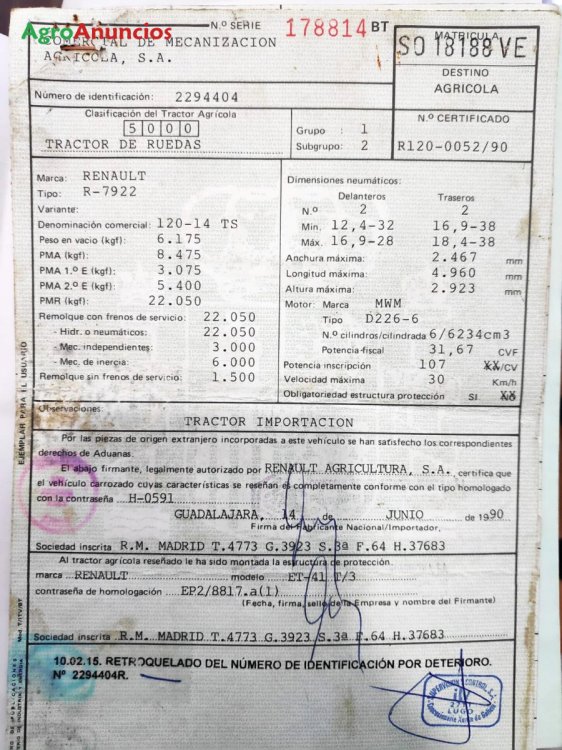 AgroAnuncios
N.º SERIE 178814 BT
MATRICULA
SO 18188 VE
COMERCIAL DE MECANIZACION
AGRICOLA, S.A.
DESTINO
AGRICOLA
Número de identificación: 2294404
Clasificación del Tractor Agrícola
5000
TRACTOR DE RUEDAS
Grupo : 1
Subgrupo: 2
N.º CERTIFICADO
R120-0052/90
Marca: RENAULT
Tipo: R-7922
Variante:
Denominación comercial: 120-14 TS
Peso en vacío (kgf): 6.175
PMA (kgf): 8.475
PMA 1.º E (kgf): 3.075
PMA 2.º E (kgf): 5.400
PMR (kgf): 22.050
Remolque con frenos de servicio: 22.050
- Hidr. o neumáticos: 22.050
- Mec. independientes: 3.000
- Mec. de inercia: 6.000
Remolque sin frenos de servicio: 1.500
Dimensiones neumáticos:
Delanteros Traseros
N.º 2 2
Mín. 12,4-32 16,9-38
Máx. 16,9-28 18,4-38
Anchura máxima: 2.467 mm
Longitud máxima: 4.960 mm
Altura máxima: 2.923 mm
Motor: Marca MWM
Tipo D226-6
N.º cilindros/cilindrada 6/6234cm3
Potencia fiscal 31,67 CVF
Potencia inscripción 107 /CV
Velocidad máxima 30 Km/h
Obligatoriedad estructura protección SI
Observaciones:
TRACTOR IMPORTACION
Por las piezas de origen extranjero incorporadas a este vehículo se han satisfecho los correspondientes
derechos de Aduanas.
El abajo firmante, legalmente autorizado por RENAULT AGRICULTURA, S.A. certifica que
el vehículo carrozado cuyas características se reseñan es completamente conforme con el tipo homologado
con la contraseña H-0591
GUADALAJARA, 14 de JUNIO de 1990
Firma del Fabricante Nacional/Importador,
Sociedad inscrita R.M. MADRID T.4773 G.3923 S.3ª F.64 H.37683
Al tractor agrícola reseñado le ha sido montada la estructura de protección.
marca RENAULT modelo ET-41 T/3
contraseña de homologación EP2/8817.a(1)
(Fecha, firma, sello de la Empresa y nombre del Firmante)
Sociedad inscrita R.M. MADRID T.4773 G.3923 S.3ª F.64 H.37683
10.02.15. RETROQUELADO DEL NÚMERO DE IDENTIFICACIÓN POR DETERIORO.
Nº 2294404R.
LUGO
EJEMPLAR PARA EL USUARIO
Mod. TITV/BT